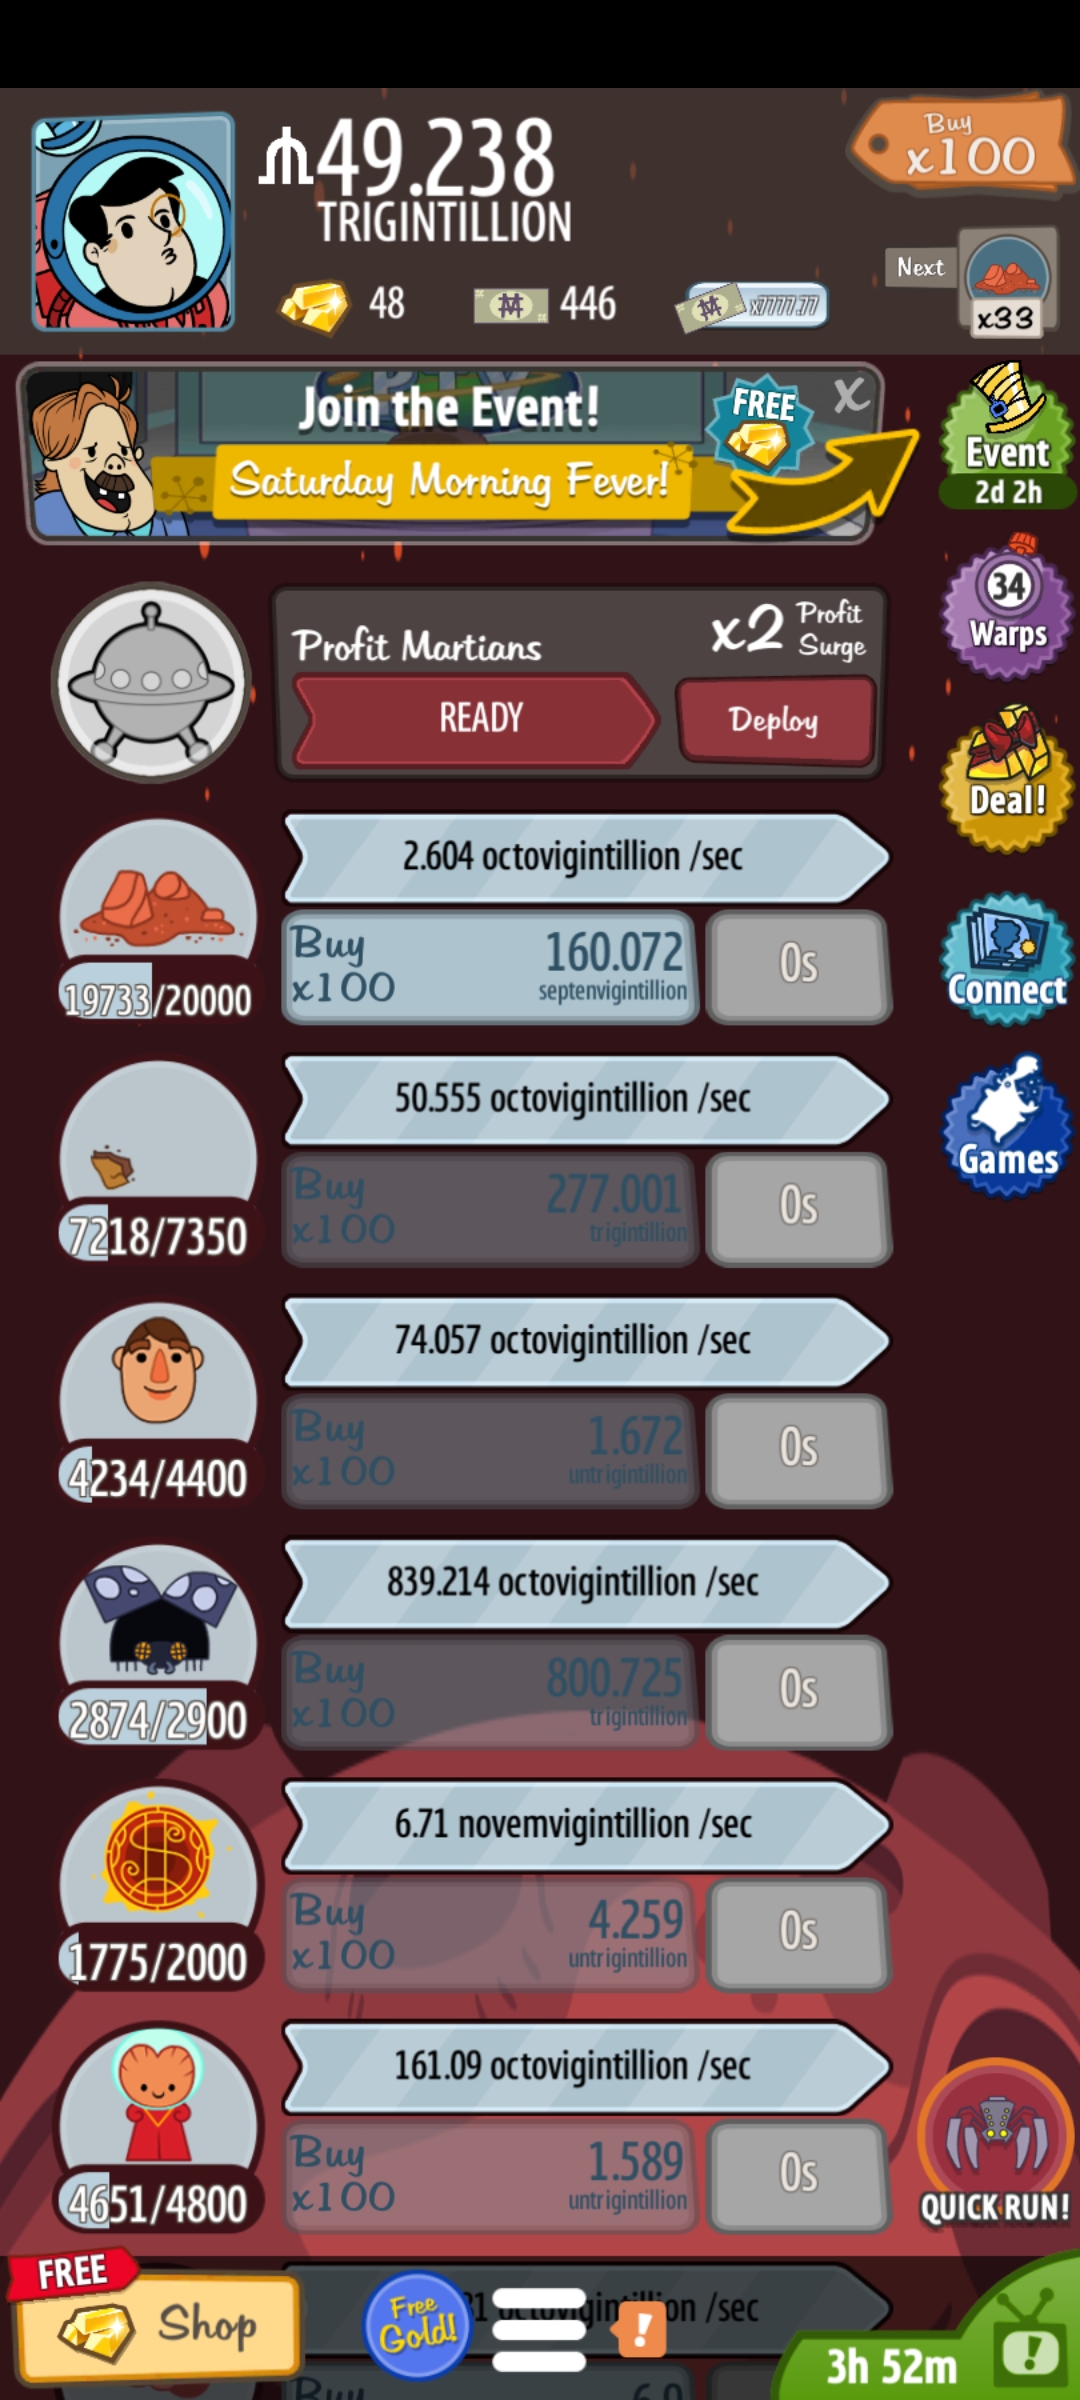 49.238
TRIGINTILLION
Buy
x100
48
446
x7777.77
Next
x33
Join the Event!
FREE
X
Saturday Morning Fever!
Event
2d 2h
34
Warps
Profit Martians
x2 Profit Surge
READY
Deploy
Deal!
2.604 octovigintillion /sec
Buy x100
160.072
septenvigintillion
0s
19733/20000
Connect
50.555 octovigintillion /sec
Buy x100
277.001
trigintillion
0s
7218/7350
Games
74.057 octovigintillion /sec
Buy x100
1.672
untrigintillion
0s
4234/4400
839.214 octovigintillion /sec
Buy x100
800.725
trigintillion
0s
2874/2900
6.71 novemvigintillion /sec
Buy x100
4.259
untrigintillion
0s
1775/2000
161.09 octovigintillion /sec
Buy x100
1.589
untrigintillion
0s
4651/4800
QUICK RUN!
FREE
Shop
Free Gold!
/sec
!
3h 52m
!
Buy